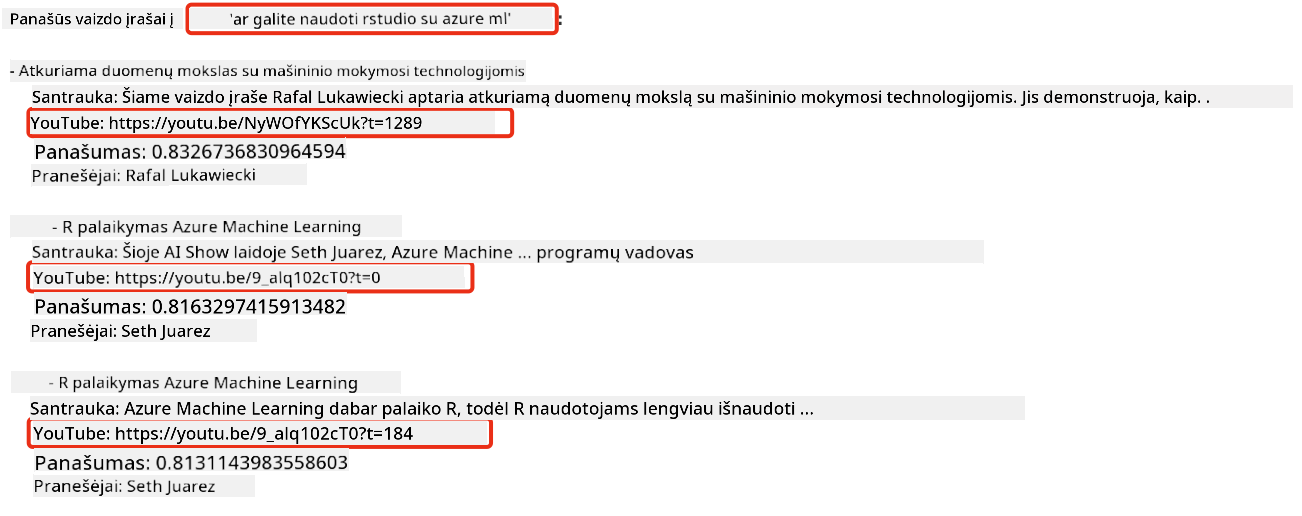 Panašūs vaizdo įrašai į 'ar galite naudoti rstudio su azure ml':
- Atkuriama duomenų mokslas su mašininio mokymosi technologijomis
Santrauka: Šiame vaizdo įraše Rafal Lukawiecki aptaria atkuriamą duomenų mokslą su mašininio mokymosi technologijomis. Jis demonstruoja, kaip. .
YouTube: https://youtu.be/NyWOfYKScUk?t=1289
Panašumas: 0.8326736830964594
Pranešėjai: Rafal Lukawiecki
- R palaikymas Azure Machine Learning
Santrauka: Šioje AI Show laidoje Seth Juarez, Azure Machine ... programų vadovas
YouTube: https://youtu.be/9_alq102cT0?t=0
Panašumas: 0.8163297415913482
Pranešėjai: Seth Juarez
- R palaikymas Azure Machine Learning
Santrauka: Azure Machine Learning dabar palaiko R, todėl R naudotojams lengviau išnaudoti ...
YouTube: https://youtu.be/9_alq102cT0?t=184
Panašumas: 0.8131143983558603
Pranešėjai: Seth Juarez